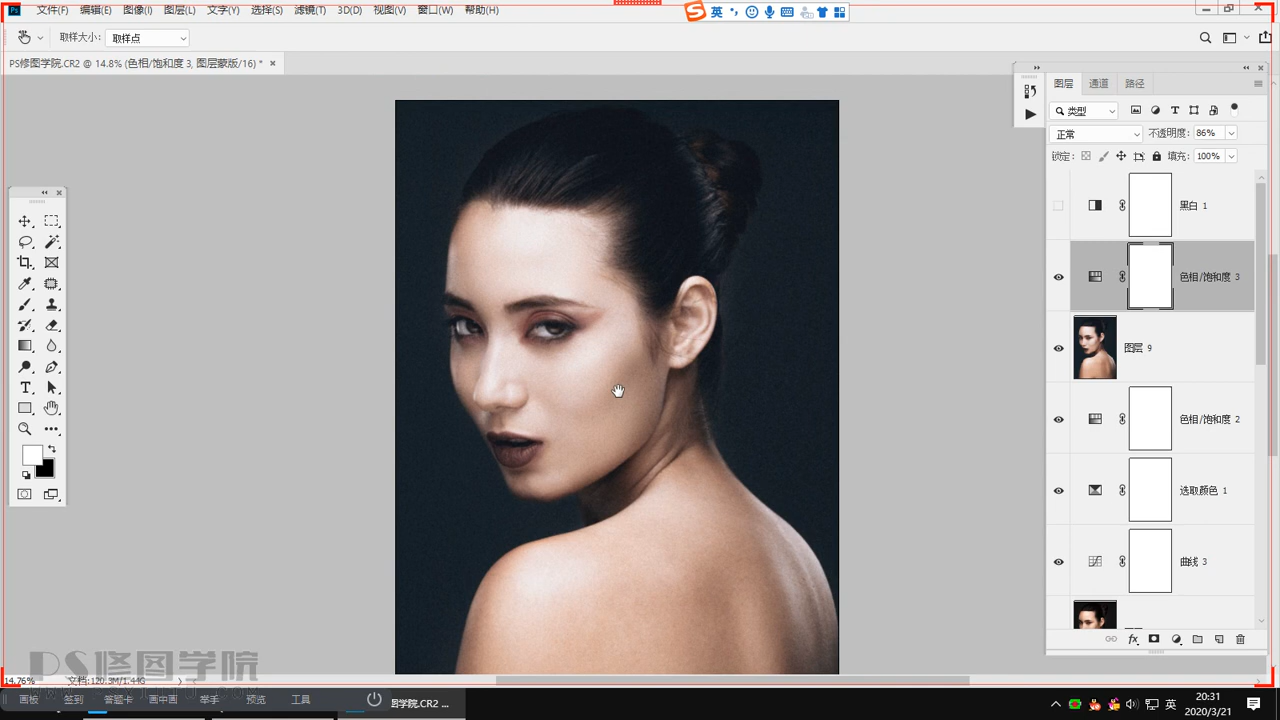 文件(F) 编辑(E) 图像(I) 图层(L) 文字(Y) 选择(S) 滤镜(T) 3D(D) 视图(V) 窗口(W) 帮助(H)
英
取样大小: 取样点
PS修图学院.CR2 @ 14.8% (色相/饱和度 3, 图层蒙版/16) *
图层 通道 路径
类型
正常 不透明度: 86%
锁定: 填充: 100%
黑白 1
色相/饱和度 3
图层 9
色相/饱和度 2
选取颜色 1
曲线 3
PS修图学院
14.76% 文档:120.3M/1.44G
画板 签到 答题卡 画中画 举手 预览 工具
学院.CR2 ...
英
20:31
2020/3/21